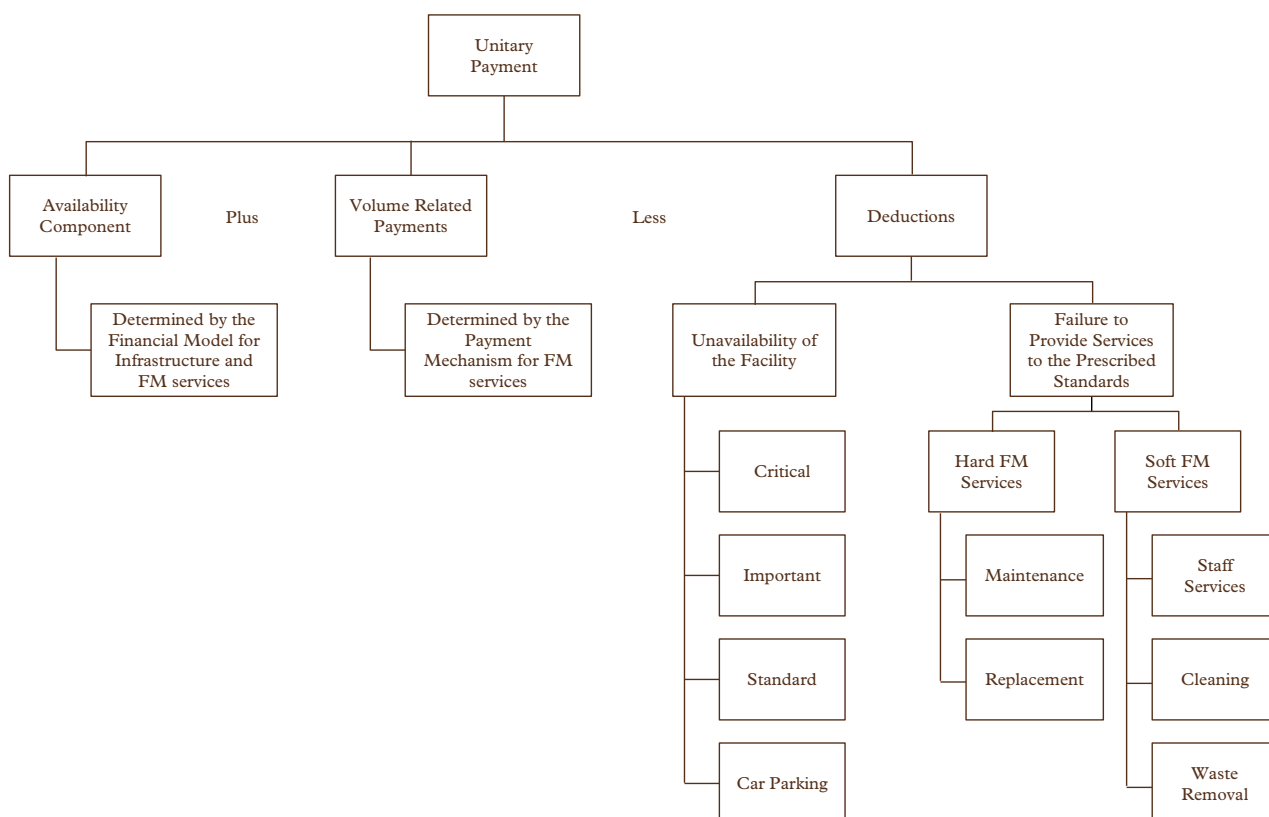 Unitary
Payment
Availability
Component
Plus
Volume Related
Payments
Less
Deductions
Determined by the
Financial Model for
Infrastructure and
FM services
Determined by the
Payment
Mechanism for FM
services
Unavailability of
the Facility
Failure to
Provide Services
to the Prescribed
Standards
Critical
Important
Standard
Car Parking
Hard FM
Services
Maintenance
Replacement
Soft FM
Services
Staff
Services
Cleaning
Waste
Removal